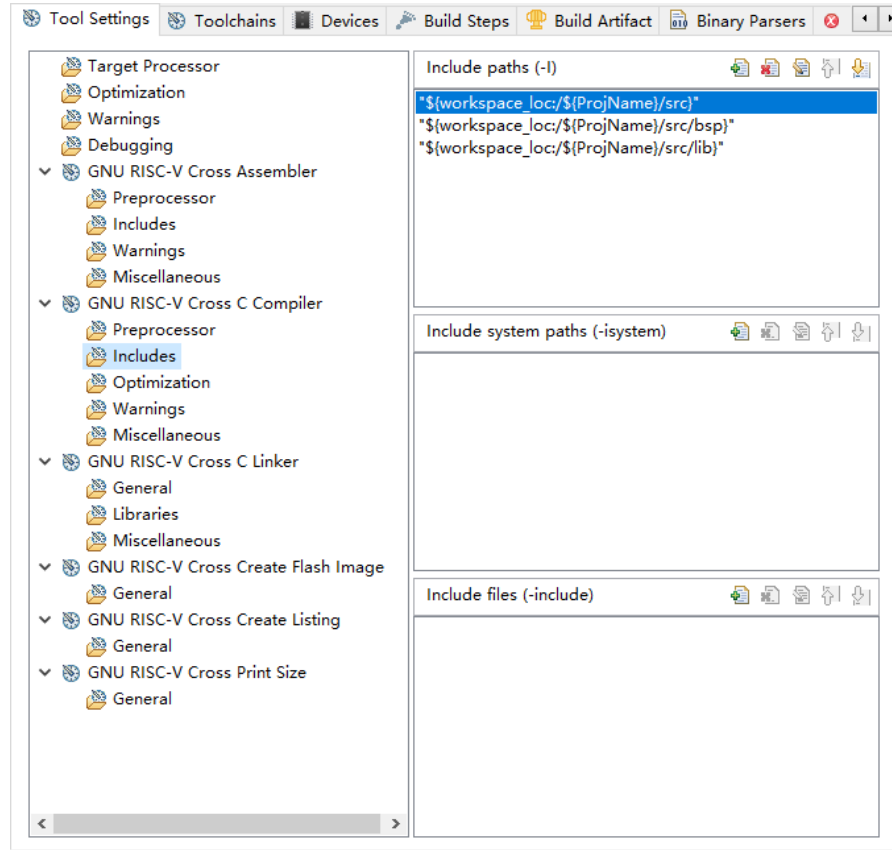 Tool Settings
Toolchains
Devices
Build Steps
Build Artifact
Binary Parsers
Target Processor
Optimization
Warnings
Debugging
GNU RISC-V Cross Assembler
Preprocessor
Includes
Warnings
Miscellaneous
GNU RISC-V Cross C Compiler
Preprocessor
Includes
Optimization
Warnings
Miscellaneous
GNU RISC-V Cross C Linker
General
Libraries
Miscellaneous
GNU RISC-V Cross Create Flash Image
General
GNU RISC-V Cross Create Listing
General
GNU RISC-V Cross Print Size
General
Include paths (-I)
"${workspace_loc:/${ProjName}/src}"
"${workspace_loc:/${ProjName}/src/bsp}"
"${workspace_loc:/${ProjName}/src/lib}"
Include system paths (-isystem)
Include files (-include)